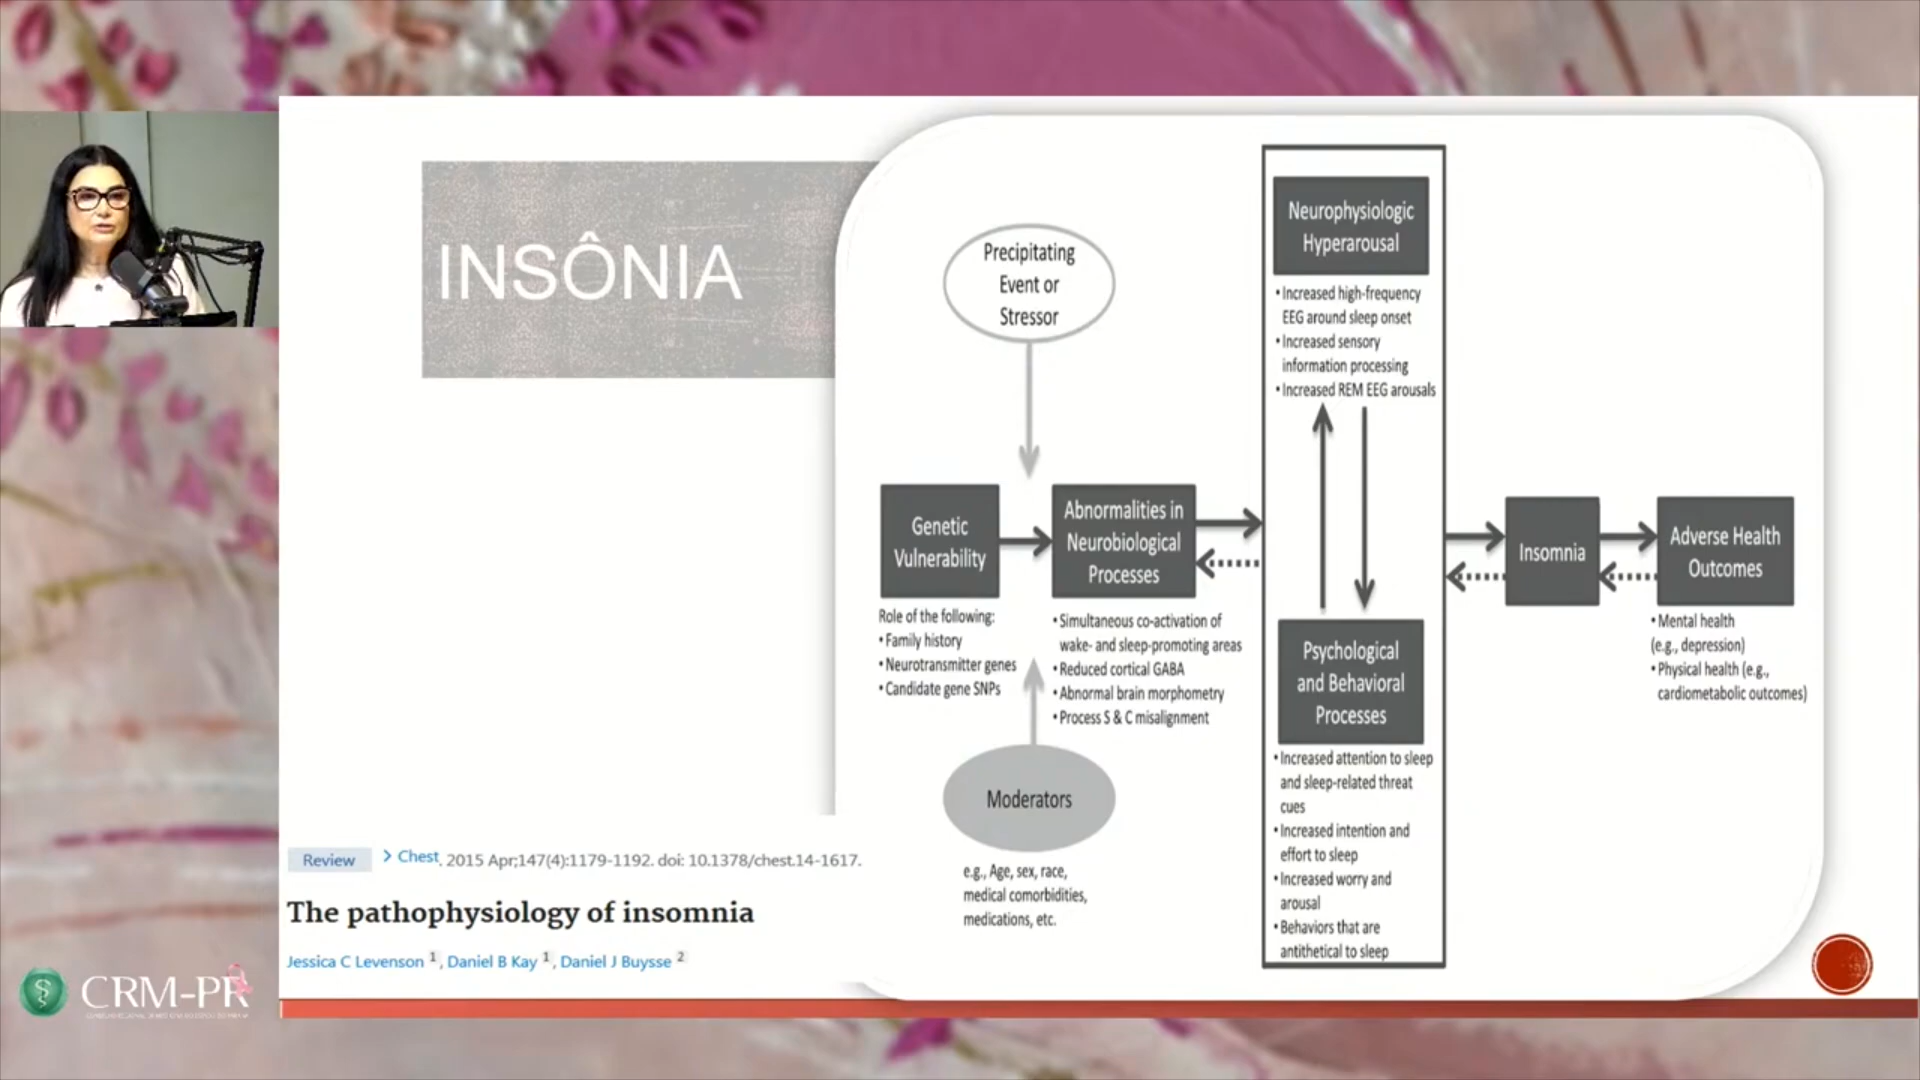 INSÔNIA
Precipitating
Event or
Stressor
Genetic
Vulnerability
Role of the following:
• Family history
• Neurotransmitter genes
• Candidate gene SNPs
Abnormalities in
Neurobiological
Processes
• Simultaneous co-activation of
wake- and sleep-promoting areas
• Reduced cortical GABA
• Abnormal brain morphometry
• Process S & C misalignment
Moderators
e.g., Age, sex, race,
medical comorbidities,
medications, etc.
Neurophysiologic
Hyperarousal
• Increased high-frequency
EEG around sleep onset
• Increased sensory
information processing
• Increased REM EEG arousals
Psychological
and Behavioral
Processes
• Increased attention to sleep
and sleep-related threat
cues
• Increased intention and
effort to sleep
• Increased worry and
arousal
• Behaviors that are
antithetical to sleep
Insomnia
Adverse Health
Outcomes
• Mental health
(e.g., depression)
• Physical health (e.g.,
cardiometabolic outcomes)
Review > Chest. 2015 Apr;147(4):1179-1192. doi: 10.1378/chest.14-1617.
The pathophysiology of insomnia
Jessica C Levenson 1, Daniel B Kay 1, Daniel J Buysse 2
CRM-PR